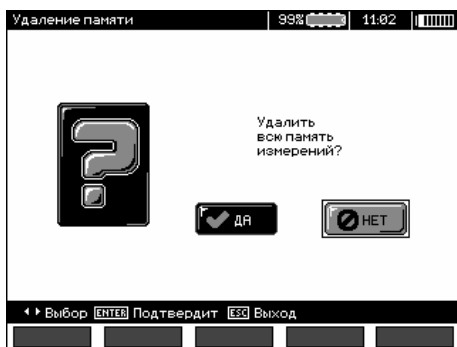 Удаление памяти 99% 11:02
Удалить
всю память
измерений?
ДА НЕТ
Выбор ENTER Подтвердит ESC Выход